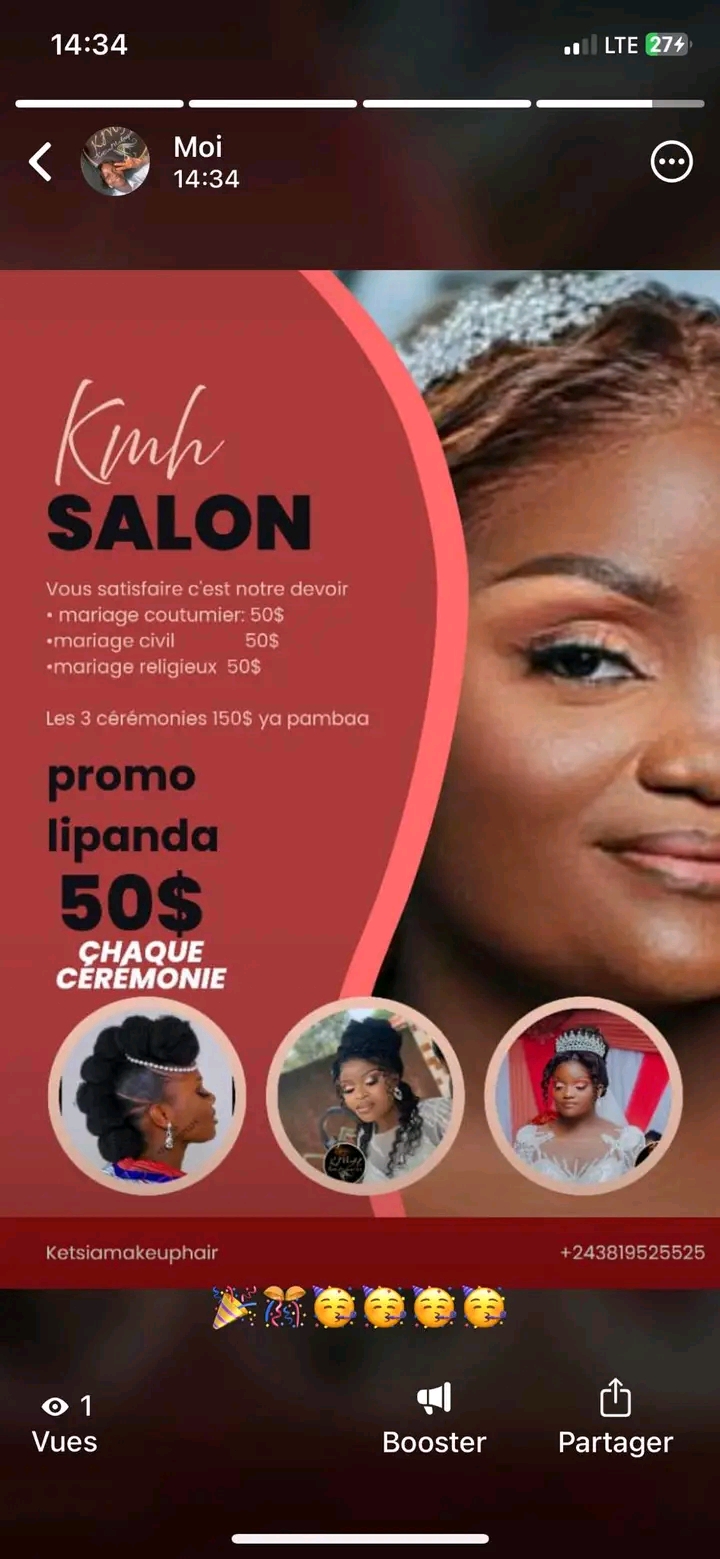 14:34
LTE 27
Moi
14:34
Kmh
SALON
Vous satisfaire c'est notre devoir
• mariage coutumier: 50$
•mariage civil 50$
•mariage religieux 50$
Les 3 cérémonies 150$ ya pambaa
promo
lipanda
50$
CHAQUE
CÉRÉMONIE
Ketsiamakeuphair
+243819525525
🎉🎊🥳🥳🥳🥳
1
Vues
Booster
Partager